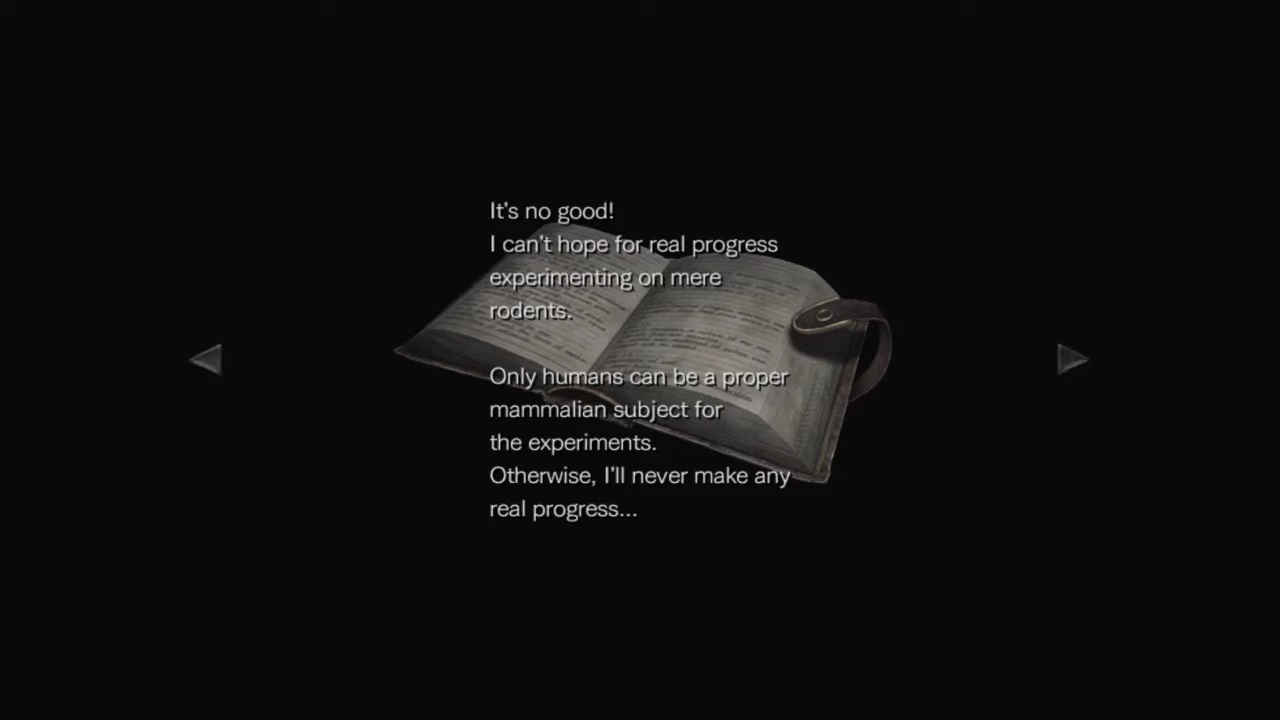 It's no good!
I can't hope for real progress
experimenting on mere
rodents.
Only humans can be a proper
mammalian subject for
the experiments.
Otherwise, I'll never make any
real progress...